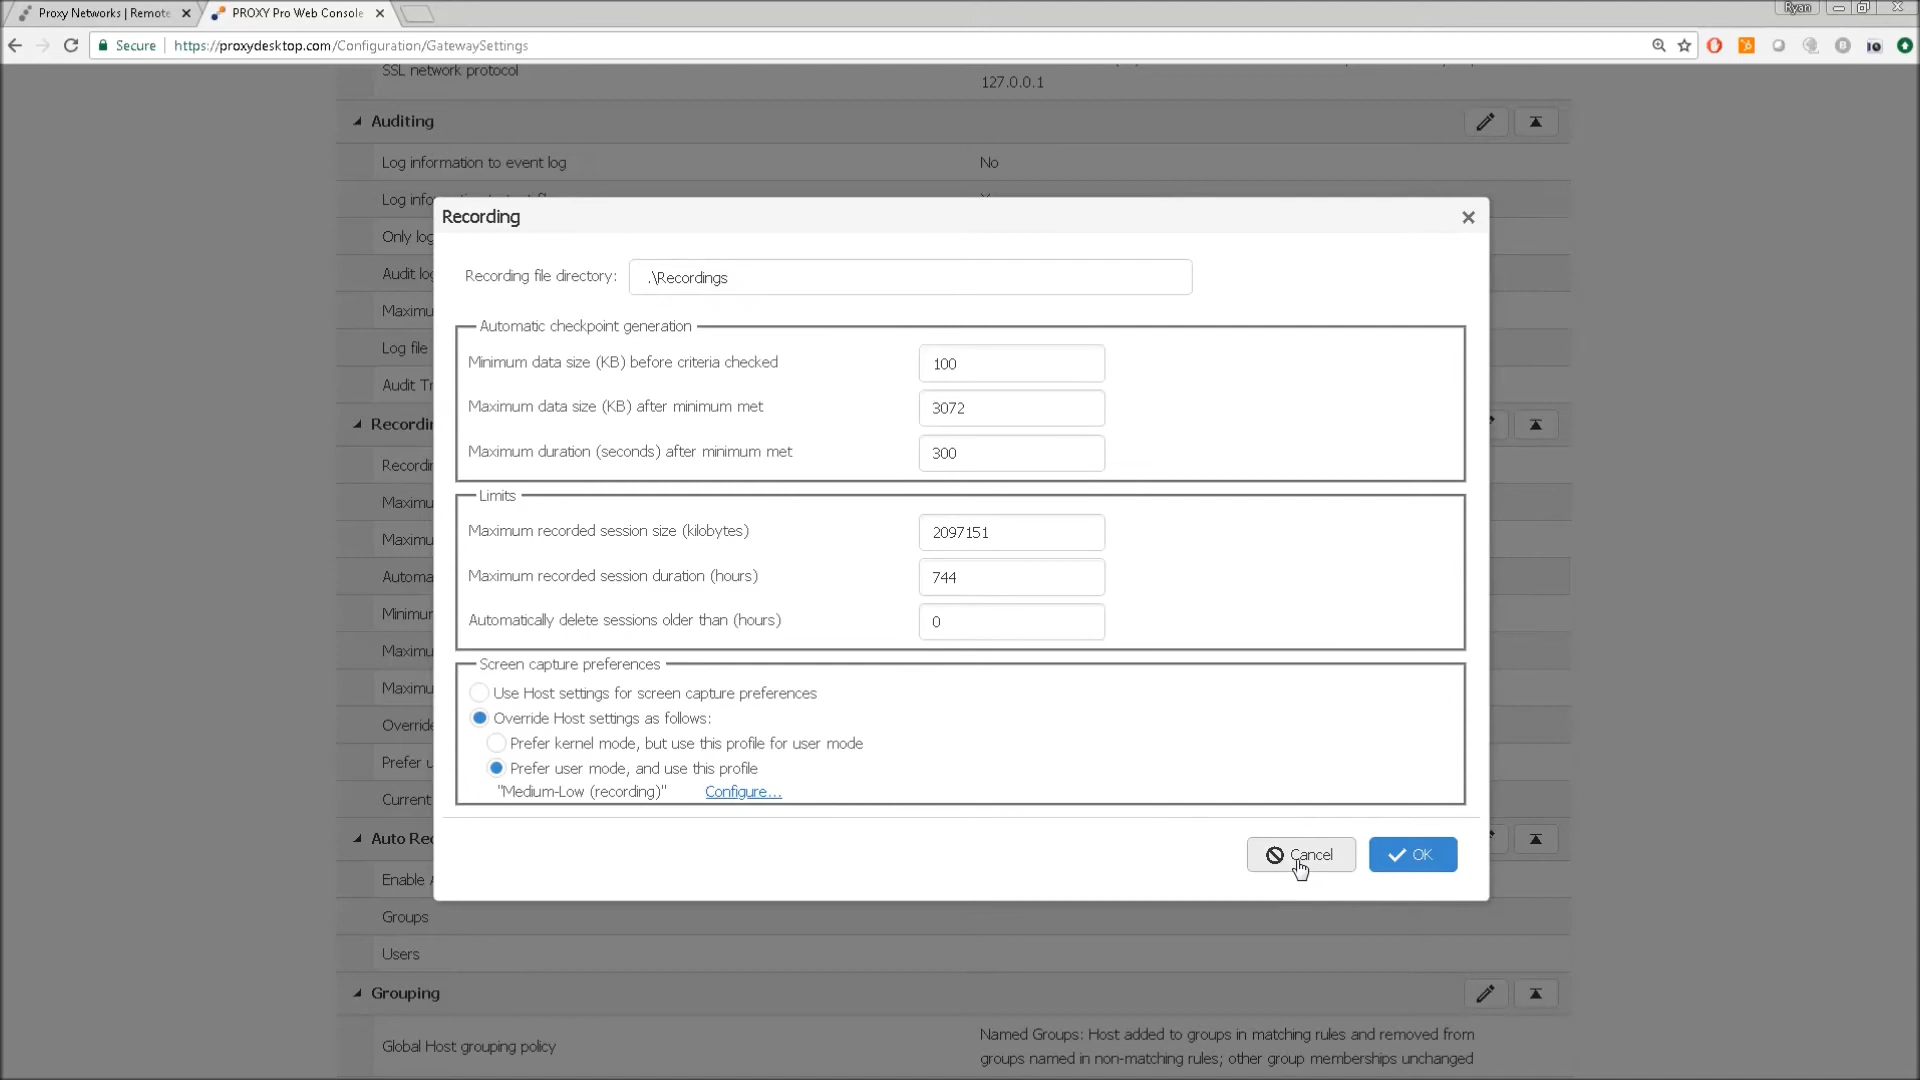 Proxy Networks | Remote
PROXY Pro Web Console
Ryan
Secure
https://proxydesktop.com/Configuration/GatewaySettings
SSL network protocol
127.0.0.1
Auditing
Log information to event log
No
Recording
Recording file directory:
.\Recordings
Automatic checkpoint generation
Minimum data size (KB) before criteria checked
100
Maximum data size (KB) after minimum met
3072
Maximum duration (seconds) after minimum met
300
Limits
Maximum recorded session size (kilobytes)
2097151
Maximum recorded session duration (hours)
744
Automatically delete sessions older than (hours)
0
Screen capture preferences
Use Host settings for screen capture preferences
Override Host settings as follows:
Prefer kernel mode, but use this profile for user mode
Prefer user mode, and use this profile
"Medium-Low (recording)"
Configure...
Cancel
OK
Only log
Audit log
Maximu
Log file
Audit Tr
Recordin
Recordi
Maximu
Maximu
Automa
Minimur
Maximu
Maximu
Override
Prefer u
Current
Auto Rec
Enable A
Groups
Users
Grouping
Global Host grouping policy
Named Groups: Host added to groups in matching rules and removed from
groups named in non-matching rules; other group memberships unchanged